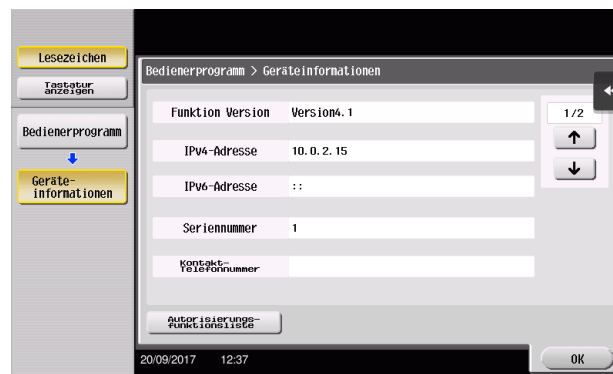 Lesezeichen
Tastatur
anzeigen
Bedienerprogramm
Geräte-
informationen
Bedienerprogramm > Geräteinformationen
Funktion Version Version4.1
IPv4-Adresse 10.0.2.15
IPv6-Adresse ::
Seriennummer 1
Kontakt-
Telefonnummer
1/2
Autorisierungs-
funktionsliste
20/09/2017 12:37
OK